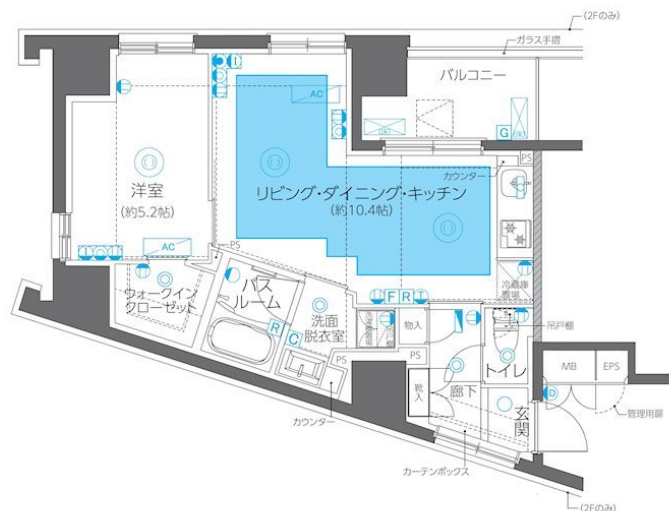 (2Fのみ)
ガラス手摺
バルコニー
I
AC
G
PS
カウンター
洋室
(約5.2帖)
リビング・ダイニング・キッチン
(約10.4帖)
I
AC
PS
冷蔵庫
置場
ウォークイン
クローゼット
バス
ルーム
F
R
I
洗面
脱衣室
物入
吊戸棚
R
C
トイレ
PS
PS
MB
EPS
靴入
廊下
玄関
D
管理用扉
カウンター
カーテンボックス
(2Fのみ)